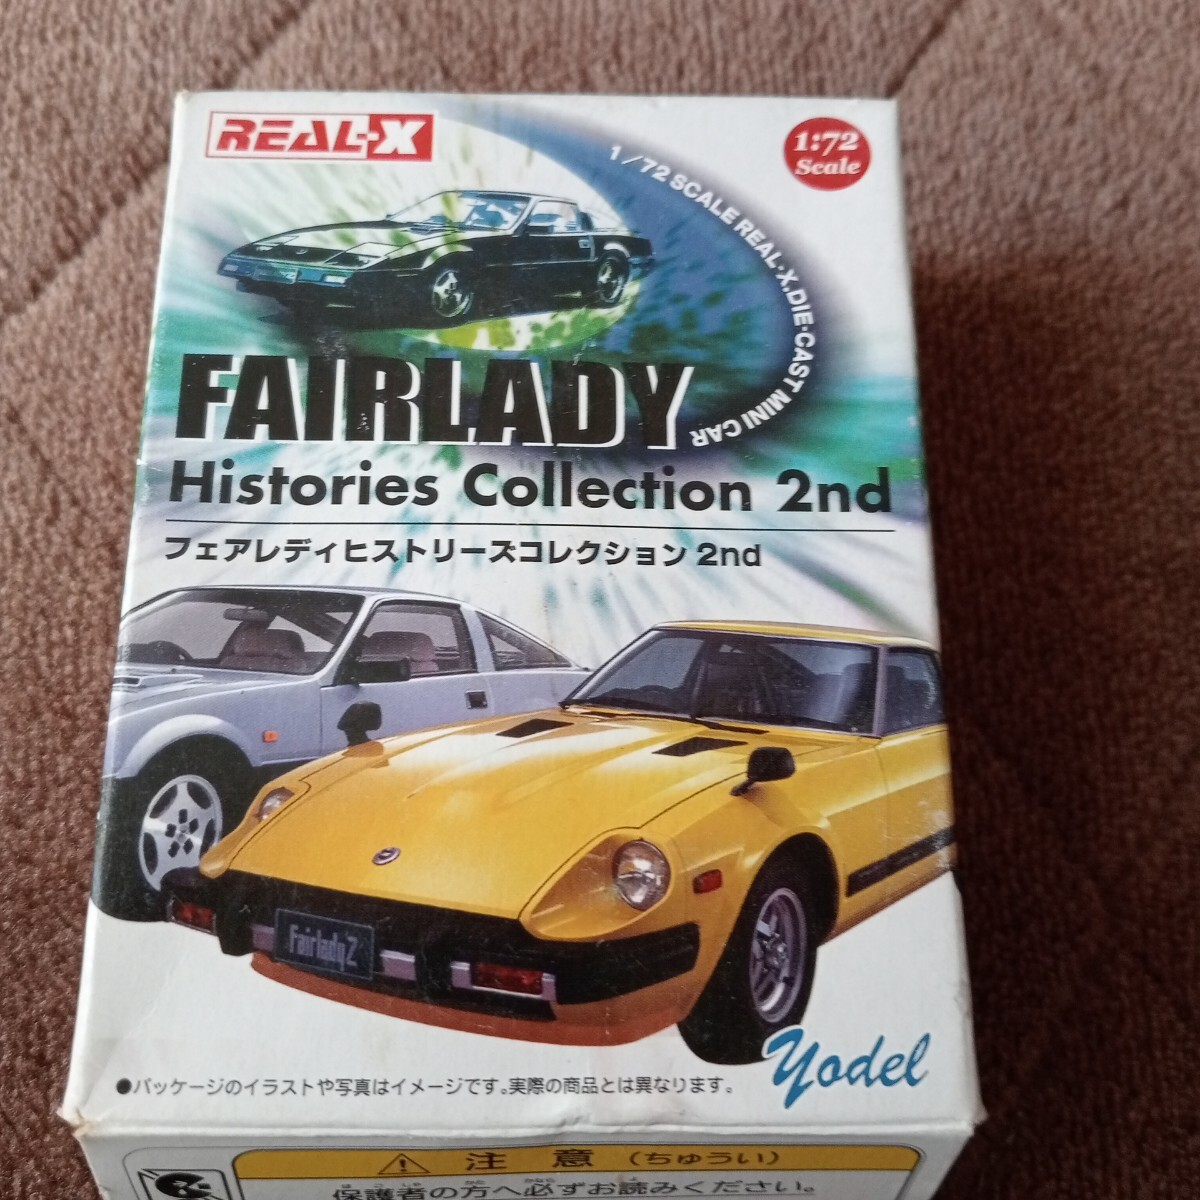 REAL-X
1:72
Scale
1/72 SCALE REAL-X.DIE-CAST MINI CAR
FAIRLADY
Histories Collection 2nd
フェアレディヒストリーズコレクション 2nd
Fairlady Z
yodel
●パッケージのイラストや写真はイメージです。実際の商品とは異なります。
⚠ 注意 (ちゅうい)
保護者の方へ必ずお読みください。